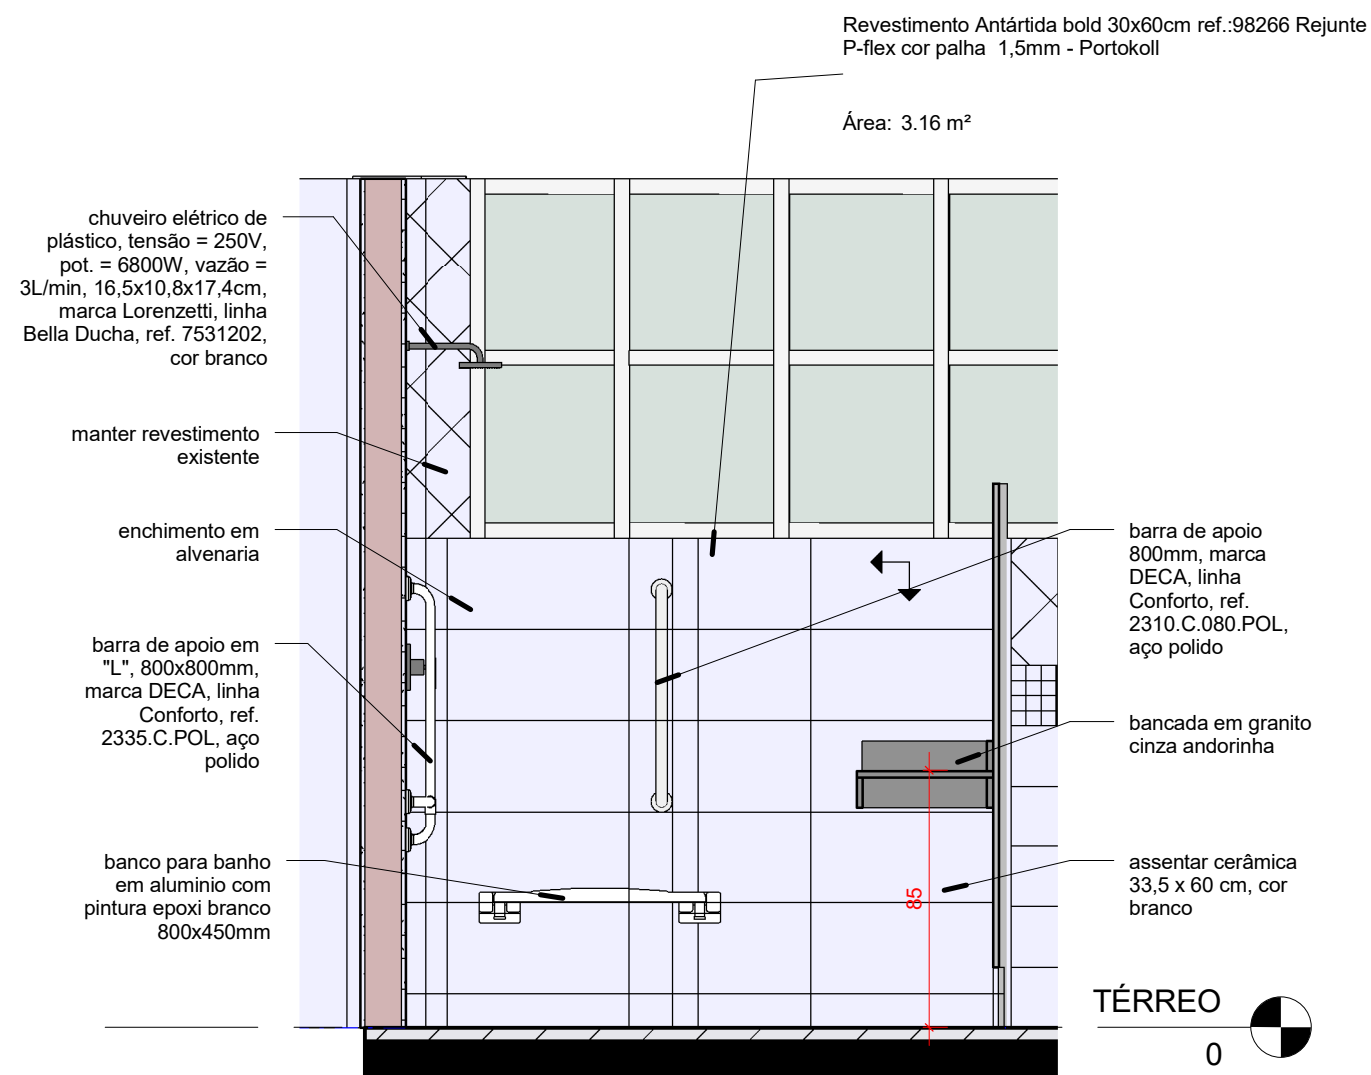 Revestimento Antártida bold 30x60cm ref.:98266 Rejunte
P-flex cor palha 1,5mm - Portokoll
Área: 3.16 m²
chuveiro elétrico de
plástico, tensão = 250V,
pot. = 6800W, vazão =
3L/min, 16,5x10,8x17,4cm,
marca Lorenzetti, linha
Bella Ducha, ref. 7531202,
cor branco
manter revestimento
existente
enchimento em
alvenaria
barra de apoio em
"L", 800x800mm,
marca DECA, linha
Conforto, ref.
2335.C.POL, aço
polido
banco para banho
em aluminio com
pintura epoxi branco
800x450mm
barra de apoio
800mm, marca
DECA, linha
Conforto, ref.
2310.C.080.POL,
aço polido
bancada em granito
cinza andorinha
assentar cerâmica
33,5 x 60 cm, cor
branco
85
TÉRREO
0